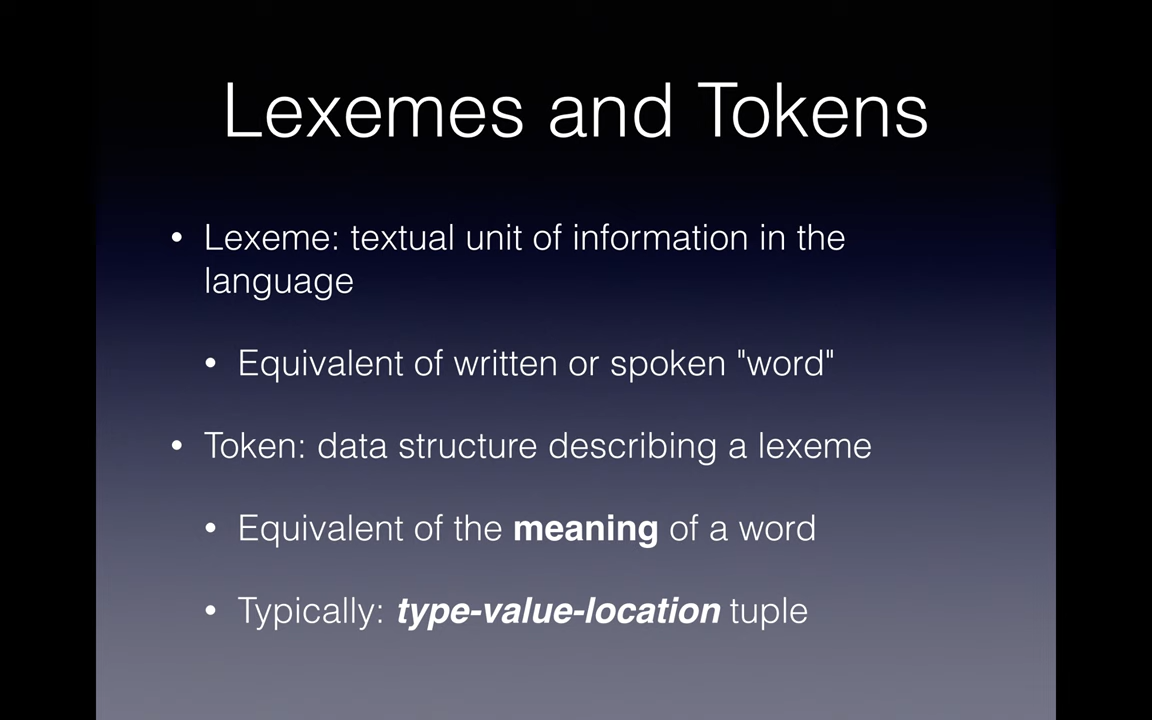 Lexemes and Tokens
• Lexeme: textual unit of information in the
language
• Equivalent of written or spoken "word"
• Token: data structure describing a lexeme
• Equivalent of the meaning of a word
• Typically: type-value-location tuple